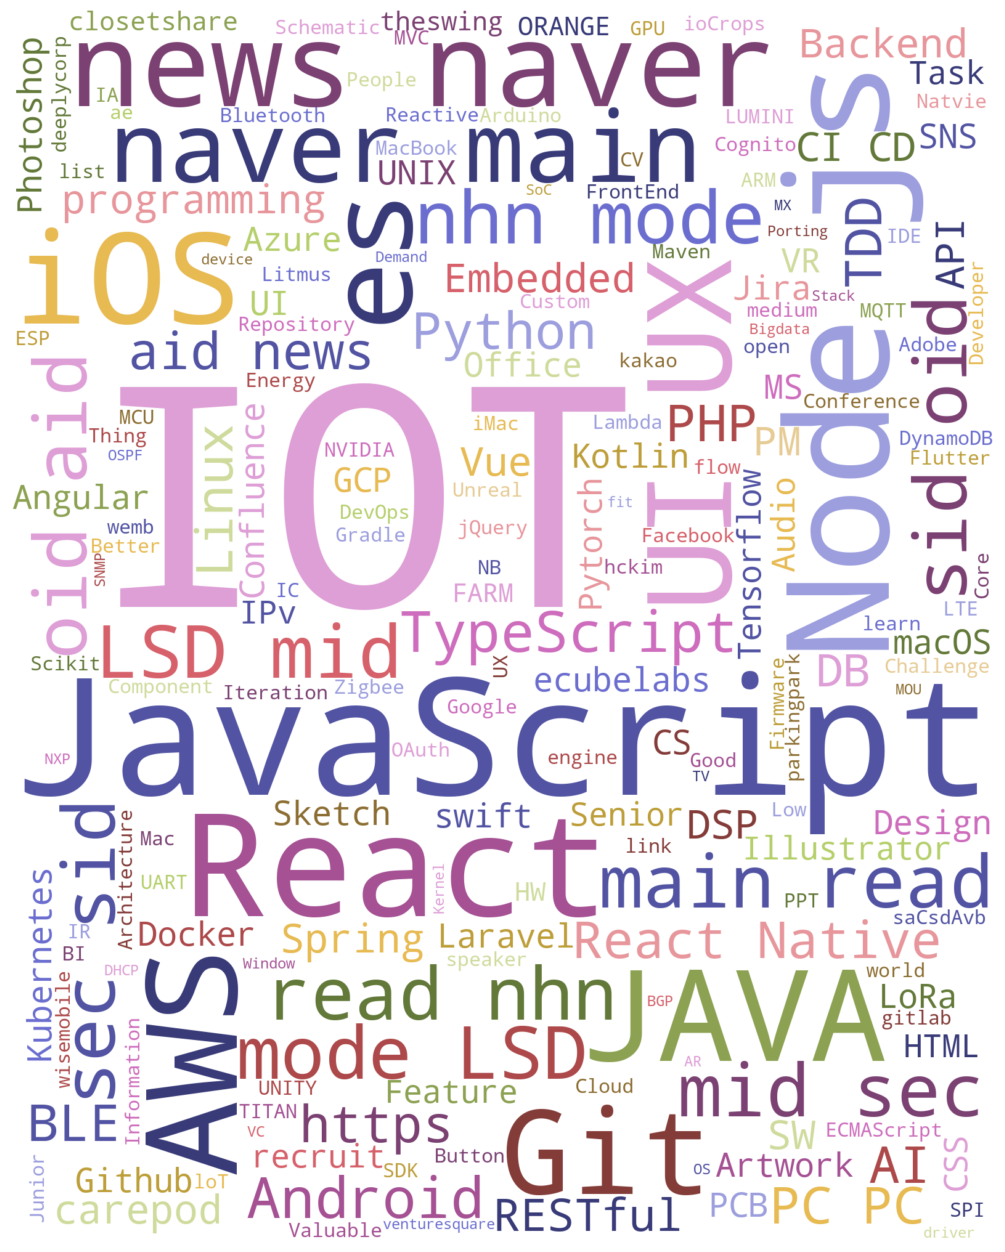 closetshare
Schematic
theswing
MVC
ORANGE
GPU
ioCrops
Backend
Photoshop
deeplycorp
news naver
People
IA
ae
Bluetooth
Reactive
Arduino
LUMINI
Task
Natvie
Node js
naver main
MacBook
UNIX
CV
Cognito
CI CD
SNS
list
programming
SoC
FrontEnd
ARM
MX
es
nhn mode
Porting
TDD
IDE
API
iOS
device
Azure
Demand
Litmus
UI
Maven
VR
Embedded
UI UX
Jira
Stack
Custom
medium
MQTT
Developer
sid oid
ESP
Repository
Python
Bigdata
open
Adobe
aid news
Office
kakao
oid aid
Energy
MS
Conference
IOT
MCU
Thing
OSPF
Linux
Confluence
NVIDIA
GCP
iMac
Lambda
PHP
PM
DynamoDB
Flutter
Vue
Kotlin
flow
Angular
DevOps
Gradle
Unreal
Pytorch
fit
Tensorflow
Audio
wemb
Better
SNMP
jQuery
Facebook
NB
hckim
Core
IC
IPv
FARM
LTE
learn
LSD mid
TypeScript
macOS
Scikit
UX
DB
Challenge
Component
Iteration
Zigbee
ecubelabs
Firmware
parkingpark
MOU
JavaScript
Google
NXP
OAuth
engine
CS
Good
TV
sid
Architecture
Mac
React
Sketch
swift
Senior
DSP
Low
Design
link
Illustrator
Kubernetes
UART
Kernel
HW
main read
PPT
saCsdAvb
IR
BI
Docker
Spring
Laravel
React Native
DHCP
Window
speaker
world
wisemobile
sec
AWS
read nhn
JAVA
BGP
LoRa
gitlab
Information
mode LSD
AR
HTML
UNITY
Feature
Cloud
mid sec
BLE
TITAN
VC
https
Git
SW
ECMAScript
CSS
recruit
SDK
Button
OS
Artwork
AI
Junior
Github
IoT
Android
carepod
Valuable
venturesquare
RESTful
PCB
PC PC
SPI
driver